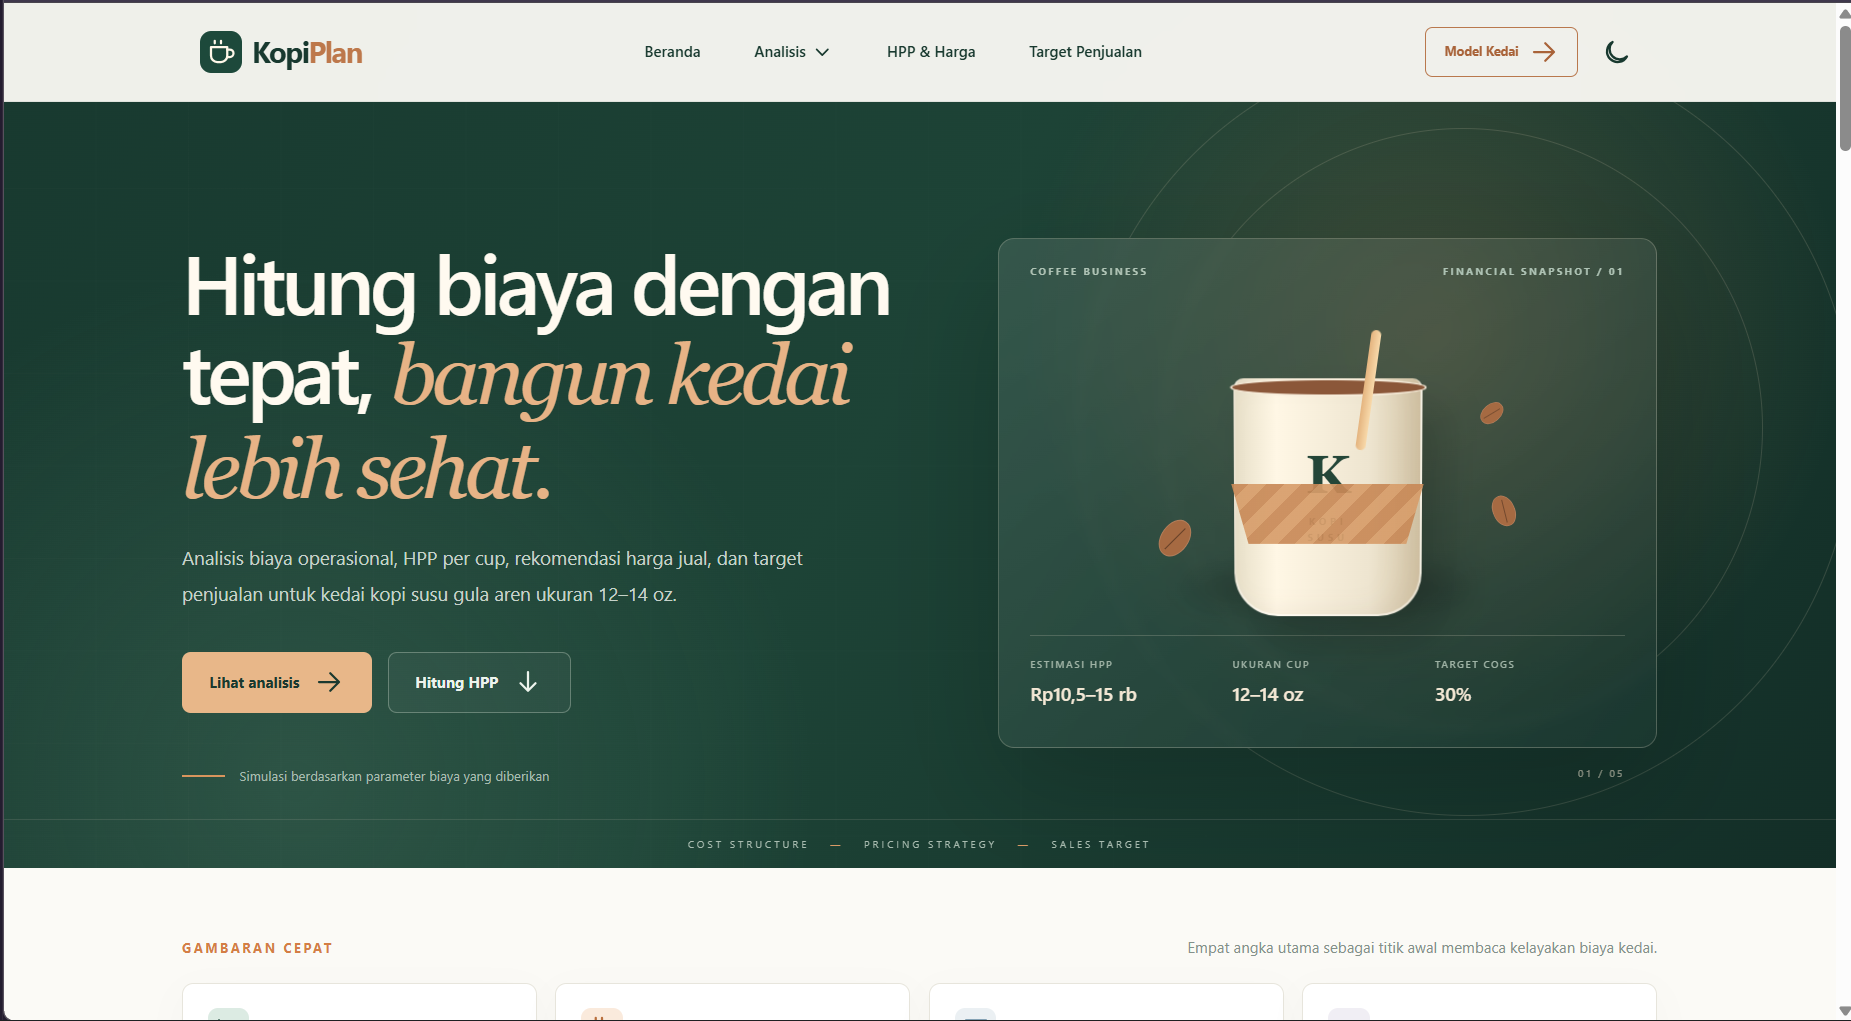 KopiPlan
Beranda
Analisis
HPP & Harga
Target Penjualan
Model Kedai
Hitung biaya dengan
tepat, bangun kedai
lebih sehat.
Analisis biaya operasional, HPP per cup, rekomendasi harga jual, dan target
penjualan untuk kedai kopi susu gula aren ukuran 12–14 oz.
Lihat analisis
Hitung HPP
Simulasi berdasarkan parameter biaya yang diberikan
COFFEE BUSINESS
FINANCIAL SNAPSHOT / 01
K
ESTIMASI HPP
Rp10,5–15 rb
UKURAN CUP
12–14 oz
TARGET COGS
30%
01 / 05
COST STRUCTURE — PRICING STRATEGY — SALES TARGET
GAMBARAN CEPAT
Empat angka utama sebagai titik awal membaca kelayakan biaya kedai.